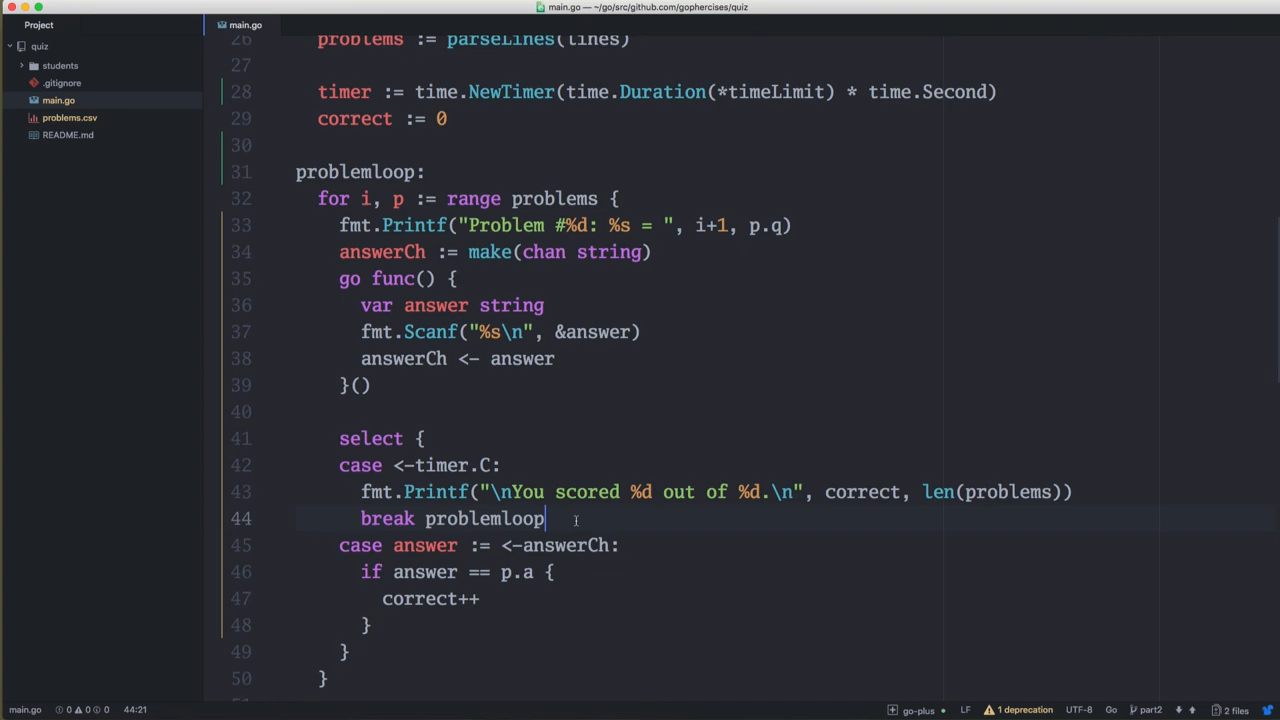 main.go — ~/go/src/github.com/gophercises/quiz
Project
main.go
quiz
students
.gitignore
main.go
problems.csv
README.md
26 problems := parseLines(lines)
27
28 timer := time.NewTimer(time.Duration(*timeLimit) * time.Second)
29 correct := 0
30
31 problemloop:
32 for i, p := range problems {
33 fmt.Printf("Problem #%d: %s = ", i+1, p.q)
34 answerCh := make(chan string)
35 go func() {
36 var answer string
37 fmt.Scanf("%s\n", &answer)
38 answerCh <- answer
39 }()
40
41 select {
42 case <-timer.C:
43 fmt.Printf("\nYou scored %d out of %d.\n", correct, len(problems))
44 break problemloop
45 case answer := <-answerCh:
46 if answer == p.a {
47 correct++
48 }
49 }
50 }
main.go 0 0 0 44:21 go-plus LF 1 deprecation UTF-8 Go part2 2 files